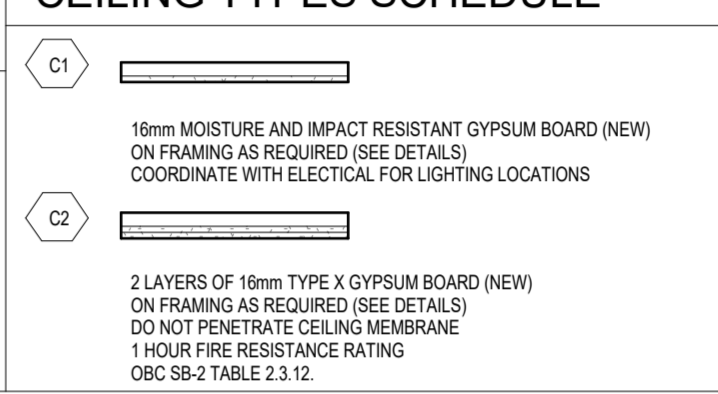 CEILING TYPES SCHEDULE
C1
16mm MOISTURE AND IMPACT RESISTANT GYPSUM BOARD (NEW)
ON FRAMING AS REQUIRED (SEE DETAILS)
COORDINATE WITH ELECTICAL FOR LIGHTING LOCATIONS
C2
2 LAYERS OF 16mm TYPE X GYPSUM BOARD (NEW)
ON FRAMING AS REQUIRED (SEE DETAILS)
DO NOT PENETRATE CEILING MEMBRANE
1 HOUR FIRE RESISTANCE RATING
OBC SB-2 TABLE 2.3.12.